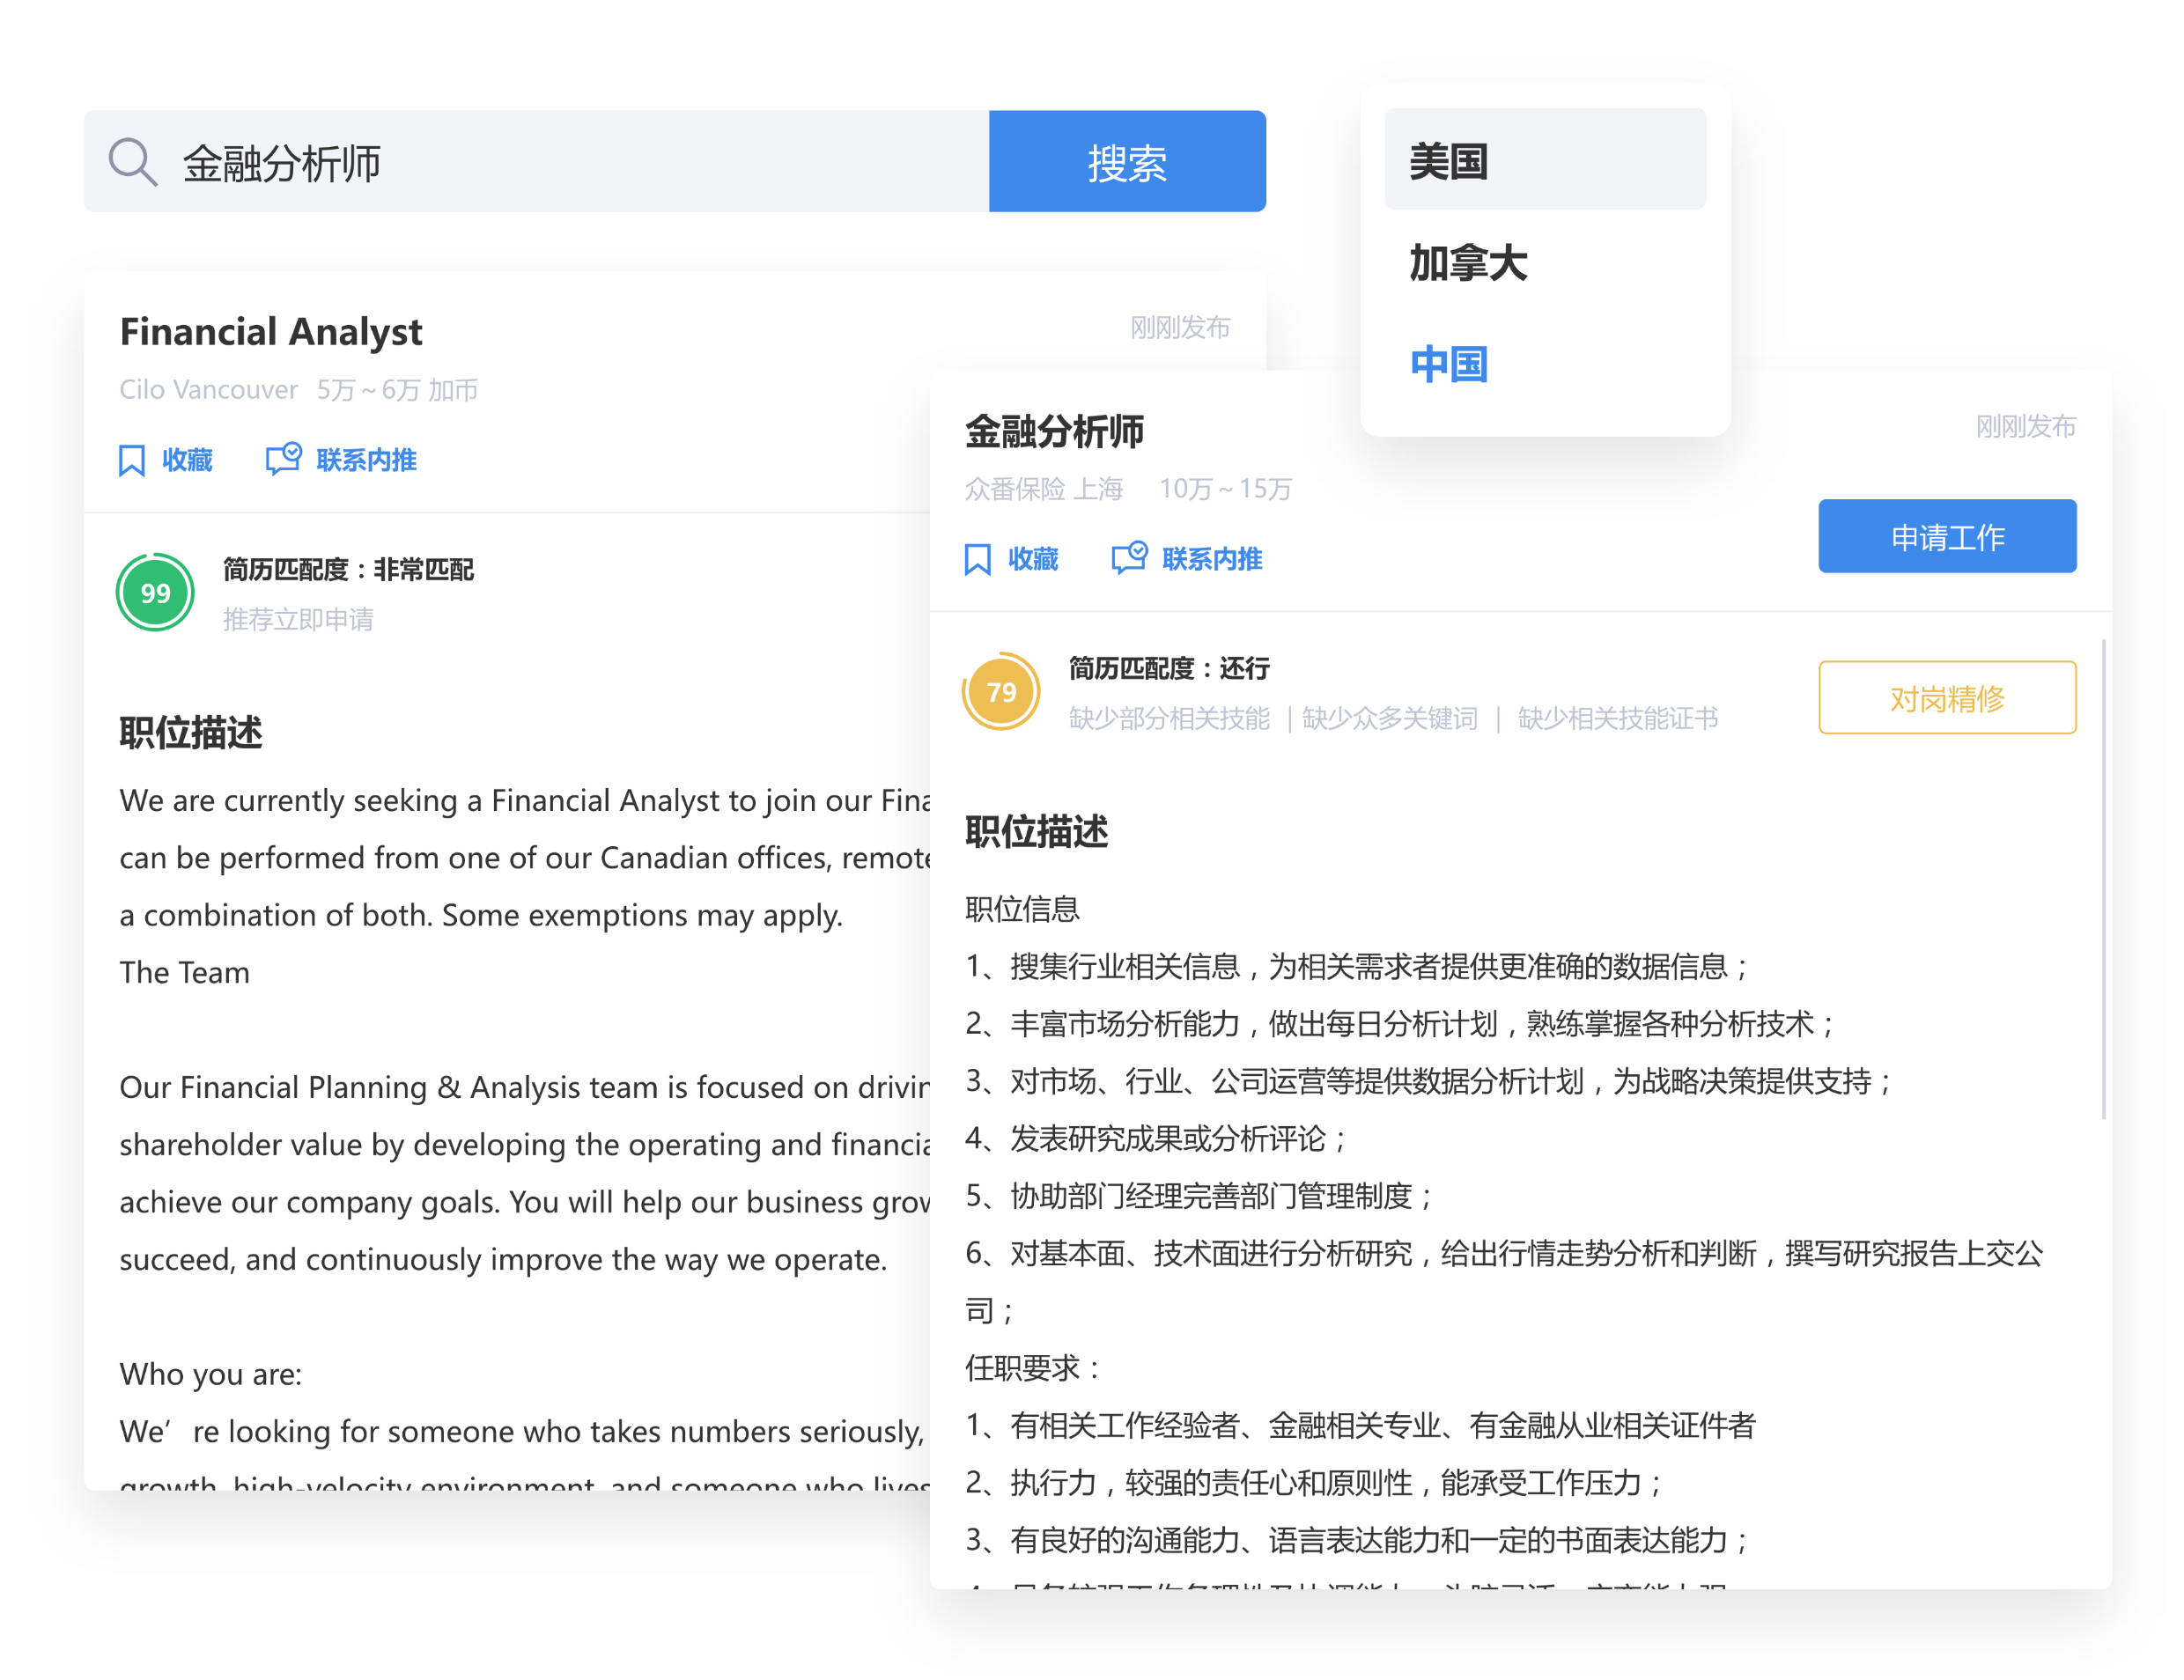 金融分析师
搜索
美国
加拿大
中国
Financial Analyst
刚刚发布
Cilo Vancouver 5万～6万 加币
收藏 联系内推
99
简历匹配度：非常匹配
推荐立即申请
职位描述
We are currently seeking a Financial Analyst to join our Fina
can be performed from one of our Canadian offices, remote
a combination of both. Some exemptions may apply.
The Team
Our Financial Planning & Analysis team is focused on drivin
shareholder value by developing the operating and financia
achieve our company goals. You will help our business grow
succeed, and continuously improve the way we operate.
Who you are:
We’ re looking for someone who takes numbers seriously,
growth, high-velocity environment, and someone who lives
金融分析师
刚刚发布
众番保险 上海 10万～15万
收藏 联系内推
申请工作
79
简历匹配度：还行
缺少部分相关技能 | 缺少众多关键词 | 缺少相关技能证书
对岗精修
职位描述
职位信息
1、搜集行业相关信息，为相关需求者提供更准确的数据信息；
2、丰富市场分析能力，做出每日分析计划，熟练掌握各种分析技术；
3、对市场、行业、公司运营等提供数据分析计划，为战略决策提供支持；
4、发表研究成果或分析评论；
5、协助部门经理完善部门管理制度；
6、对基本面、技术面进行分析研究，给出行情走势分析和判断，撰写研究报告上交公
司；
任职要求：
1、有相关工作经验者、金融相关专业、有金融从业相关证件者
2、执行力，较强的责任心和原则性，能承受工作压力；
3、有良好的沟通能力、语言表达能力和一定的书面表达能力；